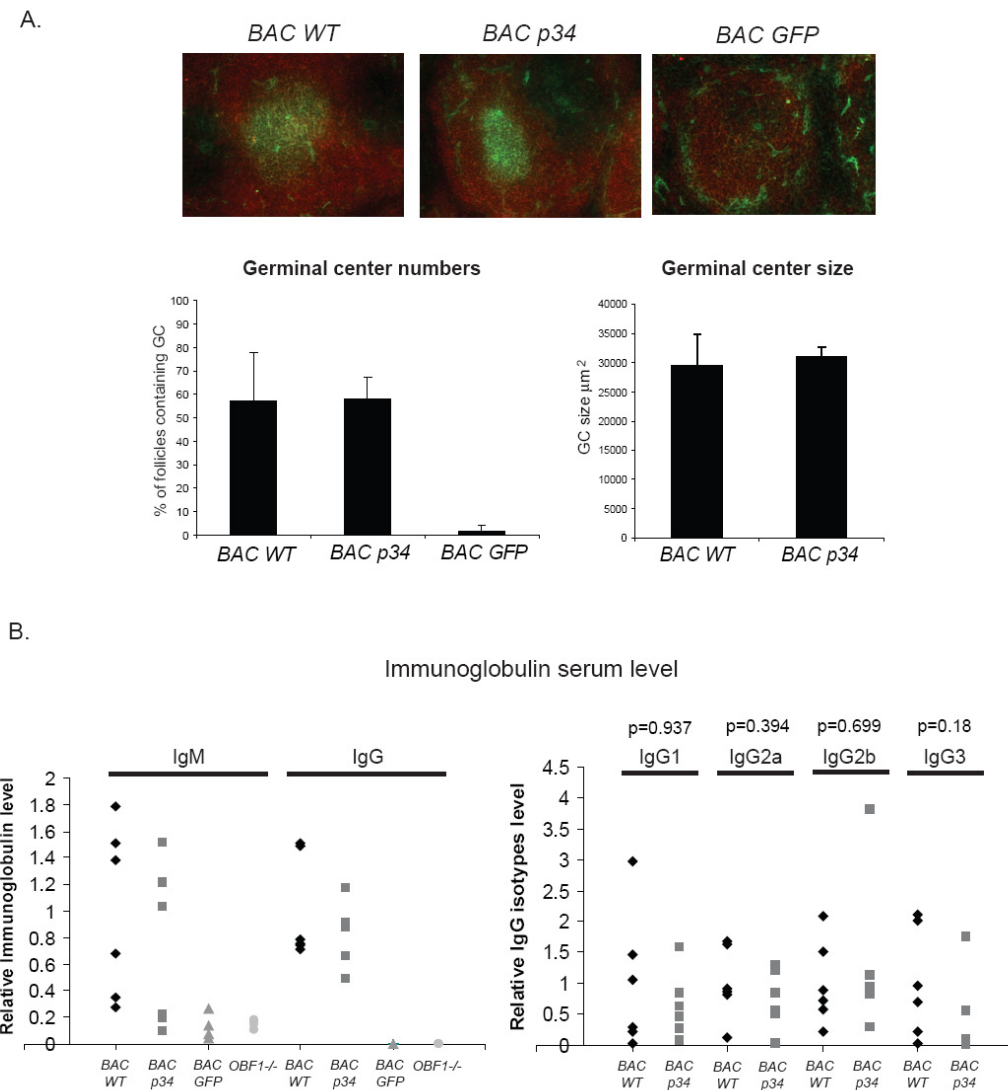 A.
BAC WT BAC p34 BAC GFP
Germinal center numbers
% of follicles containing GC
100
90
80
70
60
50
40
30
20
10
0
BAC WT BAC p34 BAC GFP
Germinal center size
GC size µm 2
40000
35000
30000
25000
20000
15000
10000
5000
0
BAC WT BAC p34
B.
Immunoglobulin serum level
IgM IgG
Relative Immunoglobulin level
2
1.8
1.6
1.4
1.2
1
0.8
0.6
0.4
0.2
0
BAC BAC BAC OBF1-/- BAC BAC BAC OBF1-/-
WT p34 GFP WT p34 GFP
p=0.937 p=0.394 p=0.699 p=0.18
IgG1 IgG2a IgG2b IgG3
Relative IgG isotypes level
4.5
4
3.5
3
2.5
2
1.5
1
0.5
0
BAC BAC BAC BAC BAC BAC BAC BAC
WT p34 WT p34 WT p34 WT p34